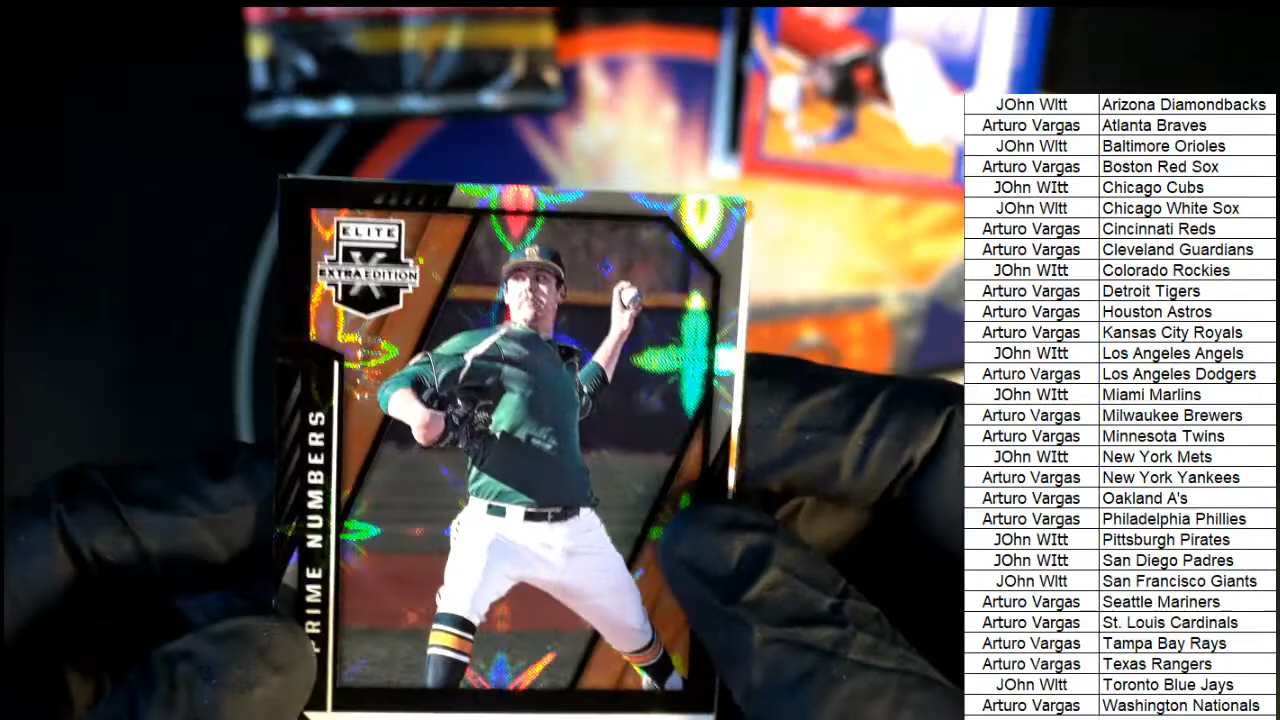 ELITE
EXTRA EDITION
X
PRIME NUMBERS
JOhn WItt Arizona Diamondbacks
Arturo Vargas Atlanta Braves
JOhn WItt Baltimore Orioles
Arturo Vargas Boston Red Sox
JOhn WItt Chicago Cubs
JOhn WItt Chicago White Sox
Arturo Vargas Cincinnati Reds
Arturo Vargas Cleveland Guardians
JOhn WItt Colorado Rockies
Arturo Vargas Detroit Tigers
Arturo Vargas Houston Astros
Arturo Vargas Kansas City Royals
JOhn WItt Los Angeles Angels
Arturo Vargas Los Angeles Dodgers
JOhn WItt Miami Marlins
Arturo Vargas Milwaukee Brewers
Arturo Vargas Minnesota Twins
JOhn WItt New York Mets
Arturo Vargas New York Yankees
Arturo Vargas Oakland A's
Arturo Vargas Philadelphia Phillies
JOhn WItt Pittsburgh Pirates
JOhn WItt San Diego Padres
JOhn WItt San Francisco Giants
Arturo Vargas Seattle Mariners
Arturo Vargas St. Louis Cardinals
Arturo Vargas Tampa Bay Rays
Arturo Vargas Texas Rangers
JOhn WItt Toronto Blue Jays
Arturo Vargas Washington Nationals